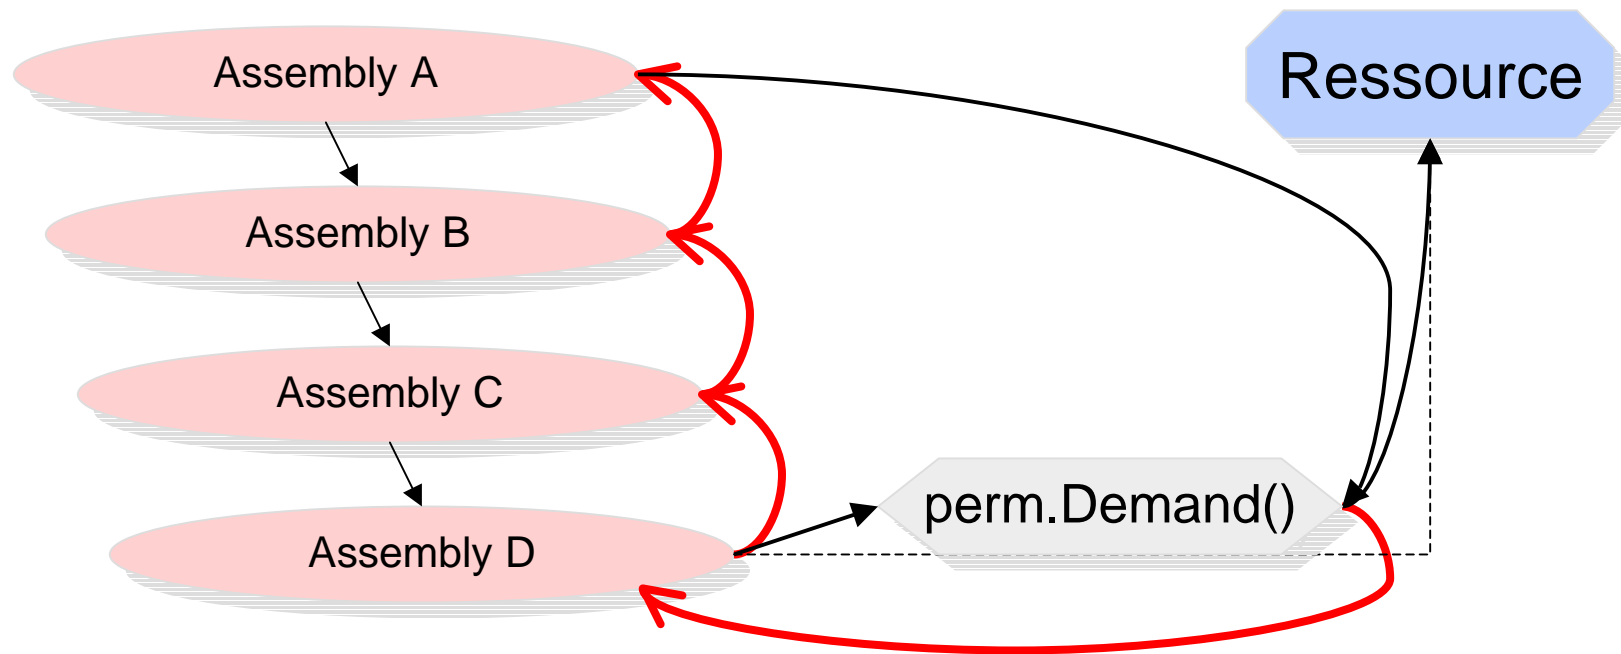 Assembly A
Ressource
Assembly B
Assembly C
perm.Demand()
Assembly D